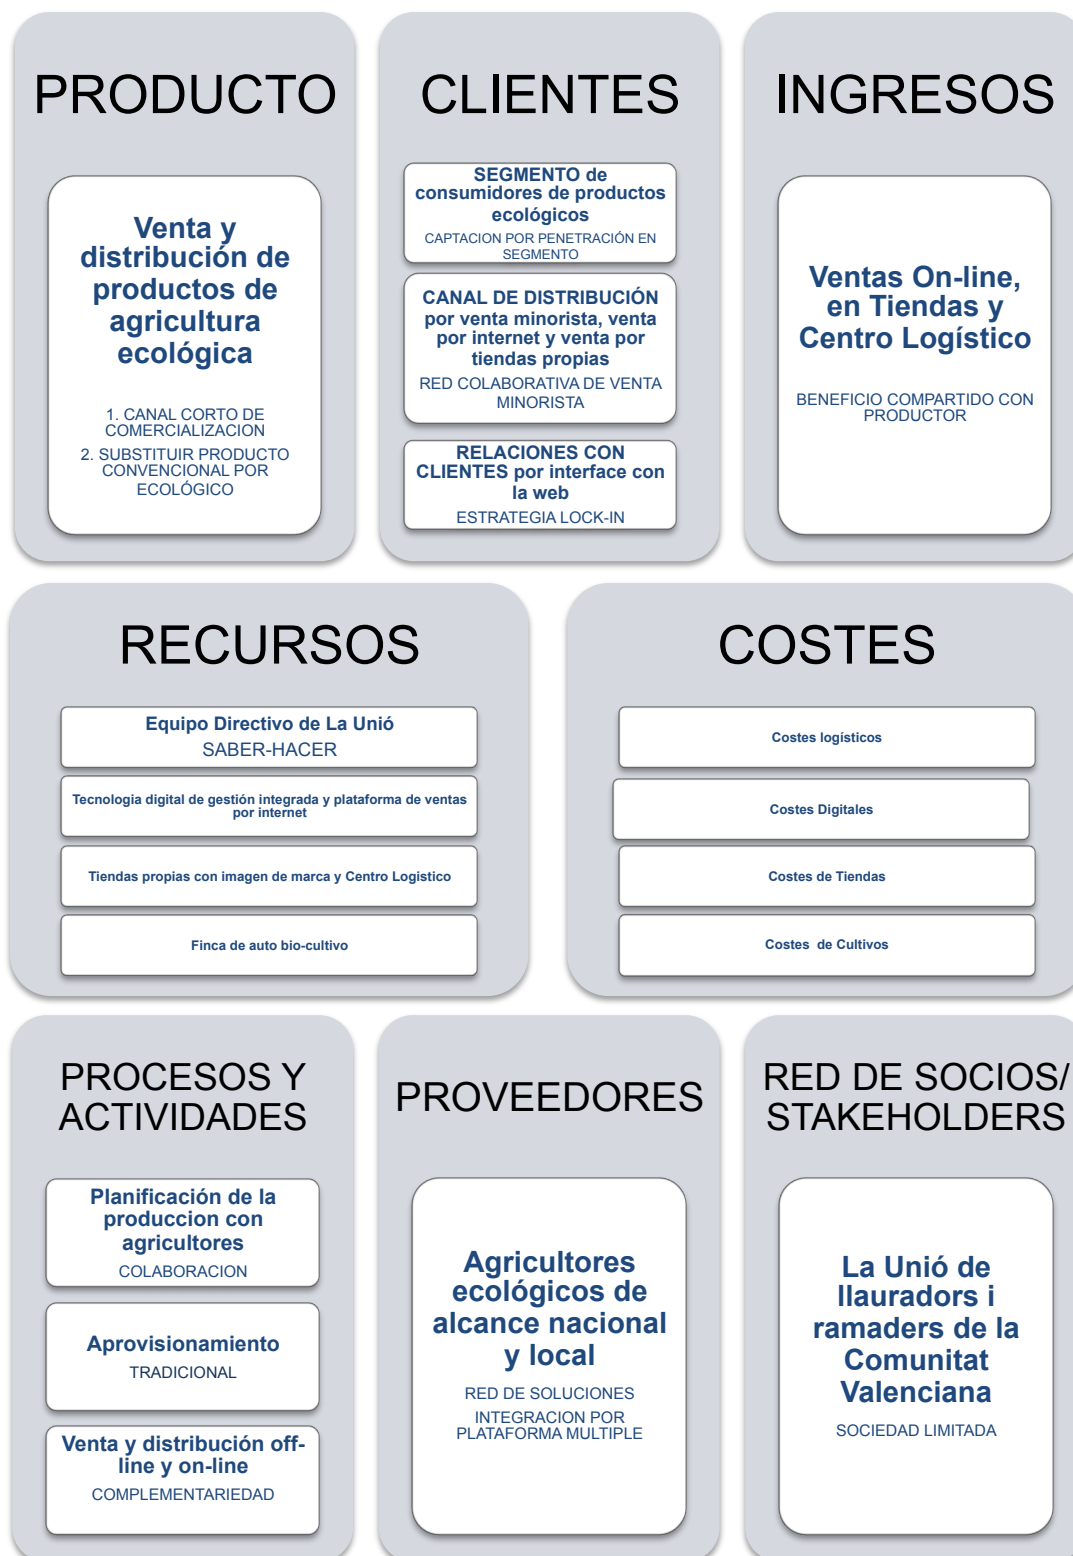 PRODUCTO
Venta y
distribución de
productos de
agricultura
ecológica
1. CANAL CORTO DE
COMERCIALIZACION
2. SUBSTITUIR PRODUCTO
CONVENCIONAL POR
ECOLÓGICO
CLIENTES
SEGMENTO de
consumidores de productos
ecológicos
CAPTACION POR PENETRACIÓN EN
SEGMENTO
CANAL DE DISTRIBUCIÓN
por venta minorista, venta
por internet y venta por
tiendas propias
RED COLABORATIVA DE VENTA
MINORISTA
RELACIONES CON
CLIENTES por interface con
la web
ESTRATEGIA LOCK-IN
INGRESOS
Ventas On-line,
en Tiendas y
Centro Logístico
BENEFICIO COMPARTIDO CON
PRODUCTOR
RECURSOS
Equipo Directivo de La Unió
SABER-HACER
Tecnologia digital de gestión integrada y plataforma de ventas
por internet
Tiendas propias con imagen de marca y Centro Logistico
Finca de auto bio-cultivo
COSTES
Costes logísticos
Costes Digitales
Costes de Tiendas
Costes de Cultivos
PROCESOS Y
ACTIVIDADES
Planificación de la
produccion con
agricultores
COLABORACION
Aprovisionamiento
TRADICIONAL
Venta y distribución off-
line y on-line
COMPLEMENTARIEDAD
PROVEEDORES
Agricultores
ecológicos de
alcance nacional
y local
RED DE SOLUCIONES
INTEGRACION POR
PLATAFORMA MULTIPLE
RED DE SOCIOS/
STAKEHOLDERS
La Unió de
llauradors i
ramaders de la
Comunitat
Valenciana
SOCIEDAD LIMITADA